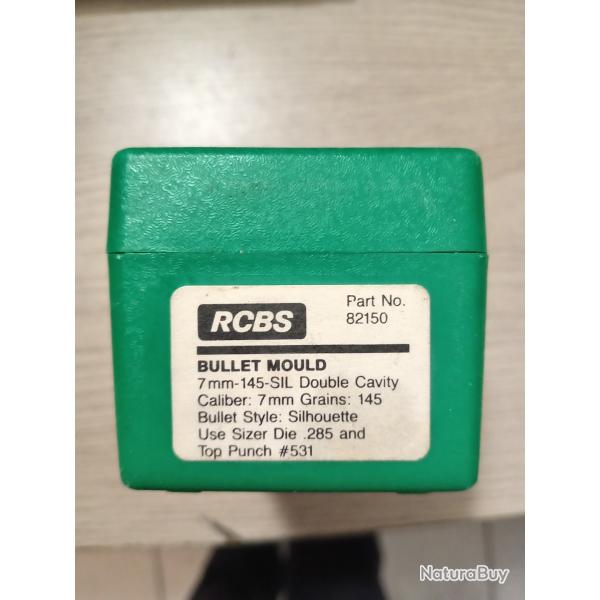 RCBS
Part No.
82150
BULLET MOULD
7mm-145-SIL Double Cavity
Caliber: 7mm Grains: 145
Bullet Style: Silhouette
Use Sizer Die .285 and
Top Punch #531
NaturaBuy